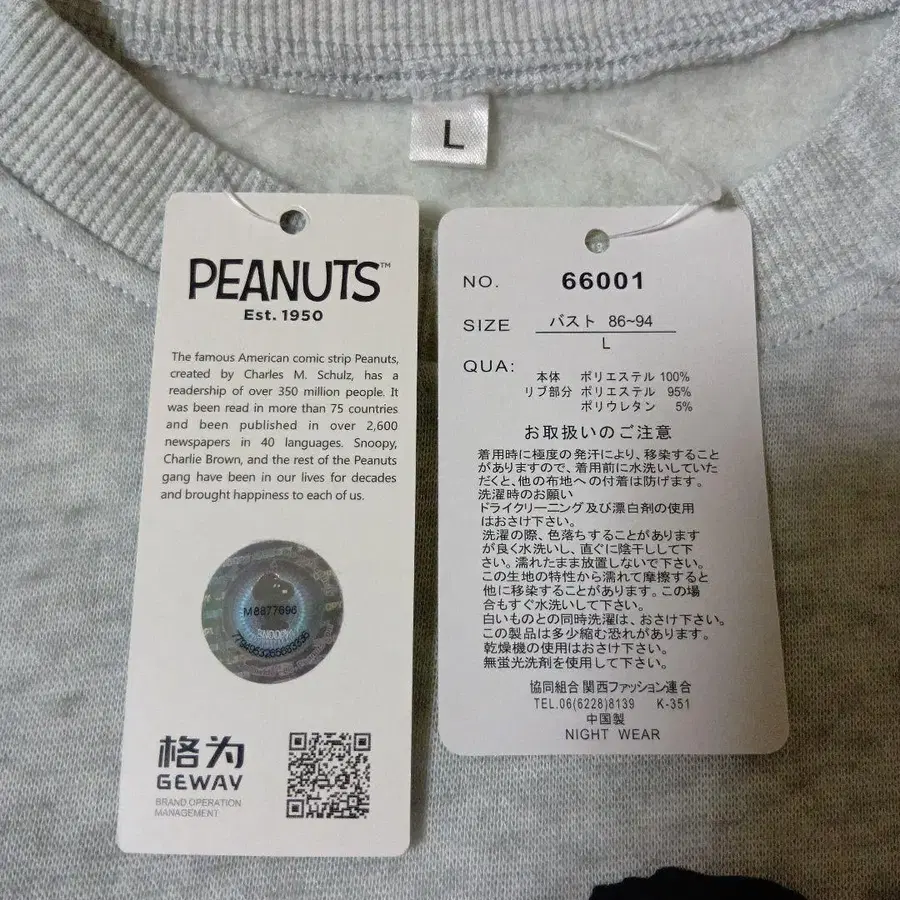 L
PEANUTS™
Est. 1950
The famous American comic strip Peanuts,
created by Charles M. Schulz, has a
readership of over 350 million people. It
was been read in more than 75 countries
and been published in over 2,600
newspapers in 40 languages. Snoopy,
Charlie Brown, and the rest of the Peanuts
gang have been in our lives for decades
and brought happiness to each of us.
M8877696
SNOOPY
格为
GEWAY
BRAND OPERATION
MANAGEMENT
NO. 66001
SIZE バスト 86~94
L
QUA:
本体 ポリエステル 100%
リブ部分 ポリエステル 95%
ポリウレタン 5%
お取扱いのご注意
着用時に極度の発汗により、移染すること
がありますので、着用前に水洗いしていた
だくと、他の布地への付着は防げます。
洗濯時のお願い
ドライクリーニング及び漂白剤の使用
はおさけ下さい。
洗濯の際、色落ちすることがあります
が良く水洗いし、直ぐに陰干しして下
さい。濡れたまま放置しないで下さい。
この生地の特性から濡れて摩擦すると
他に移染することがあります。この場
合もすぐ水洗いして下さい。
白いものとの同時洗濯は、おさけ下さい。
この製品は多少縮む恐れがあります。
乾燥機の使用はおさけ下さい。
無蛍光洗剤を使用して下さい。
協同組合 関西ファッション連合
TEL.06(6228)8139 K-351
中国製
NIGHT WEAR